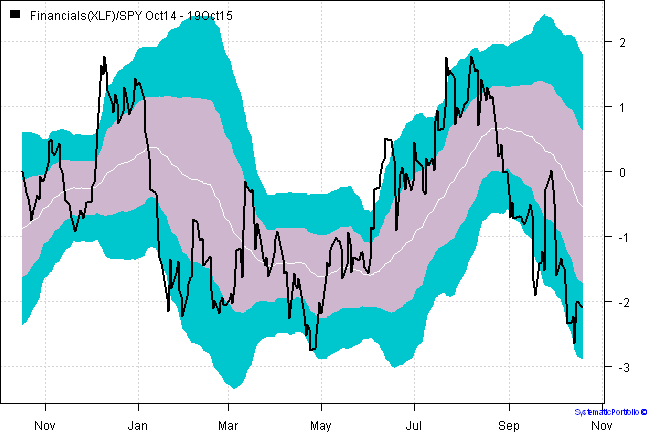 Financials(XLF)/SPY Oct14 - 19Oct15
2
1
0
-1
-2
-3
SystematicPortfolio ©
Nov Jan Mar May Jul Sep Nov